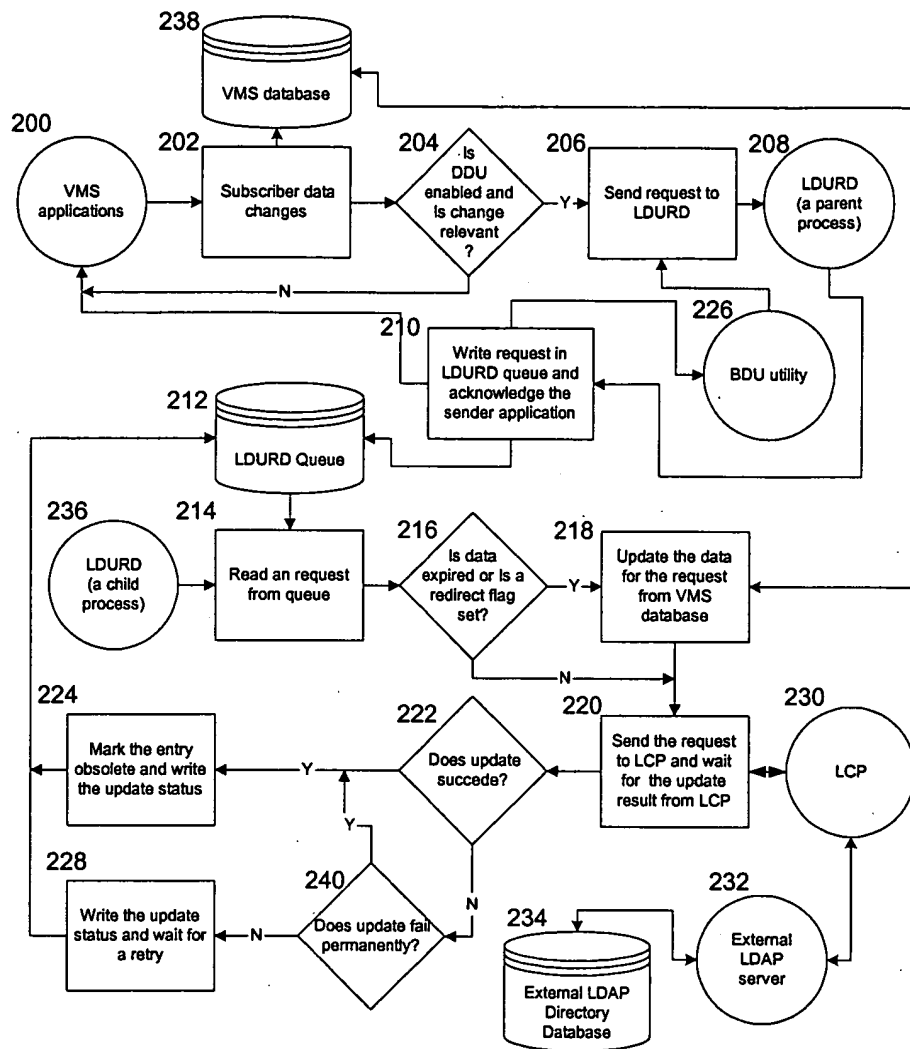 238
VMS database
200
VMS
applications
202
Subscriber data
changes
204
Is
DDU
enabled and
Is change
relevant
?
Y
N
206
Send request to
LDURD
208
LDURD
(a parent
process)
210
Write request in
LDURD queue and
acknowledge the
sender application
226
BDU utility
212
LDURD Queue
236
LDURD
(a child
process)
214
Read an request
from queue
216
Is data
expired or Is a
redirect flag
set?
Y
N
218
Update the data
for the request
from VMS
database
224
Mark the entry
obsolete and write
the update status
222
Does update
succede?
Y
N
220
Send the request
to LCP and wait
for the update
result from LCP
230
LCP
228
Write the update
status and wait for
a retry
240
Does update fail
permanently?
Y
N
234
External LDAP
Directory
Database
232
External
LDAP
server